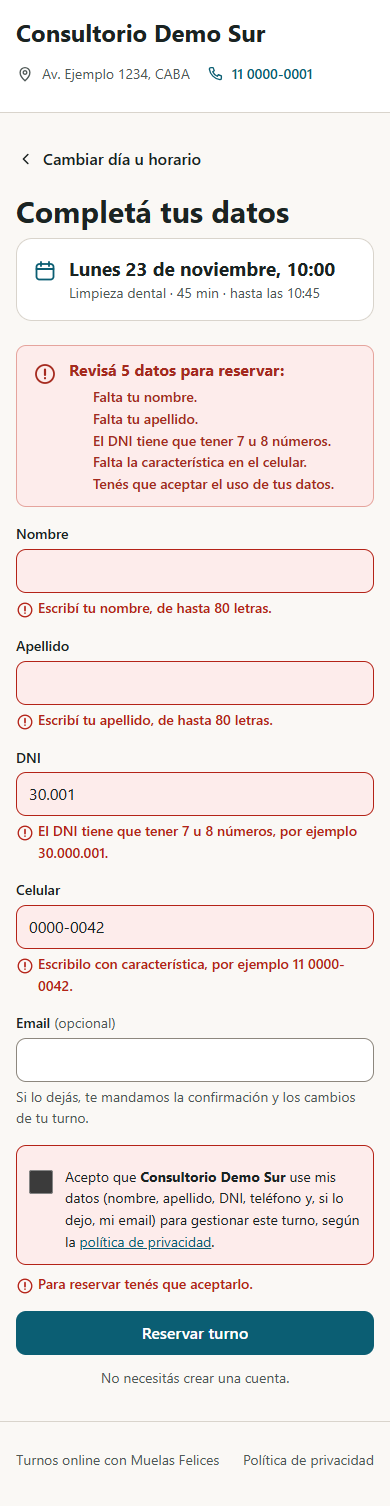 Consultorio Demo Sur
Av. Ejemplo 1234, CABA 11 0000-0001
Cambiar día u horario
Completá tus datos
Lunes 23 de noviembre, 10:00
Limpieza dental · 45 min · hasta las 10:45
Revisá 5 datos para reservar:
Falta tu nombre.
Falta tu apellido.
El DNI tiene que tener 7 u 8 números.
Falta la característica en el celular.
Tenés que aceptar el uso de tus datos.
Nombre
Escribí tu nombre, de hasta 80 letras.
Apellido
Escribí tu apellido, de hasta 80 letras.
DNI
30.001
El DNI tiene que tener 7 u 8 números, por ejemplo
30.000.001.
Celular
0000-0042
Escribilo con característica, por ejemplo 11 0000-
0042.
Email (opcional)
Si lo dejás, te mandamos la confirmación y los cambios
de tu turno.
Acepto que Consultorio Demo Sur use mis
datos (nombre, apellido, DNI, teléfono y, si lo
dejo, mi email) para gestionar este turno, según
la política de privacidad.
Para reservar tenés que aceptarlo.
Reservar turno
No necesitás crear una cuenta.
Turnos online con Muelas Felices Política de privacidad